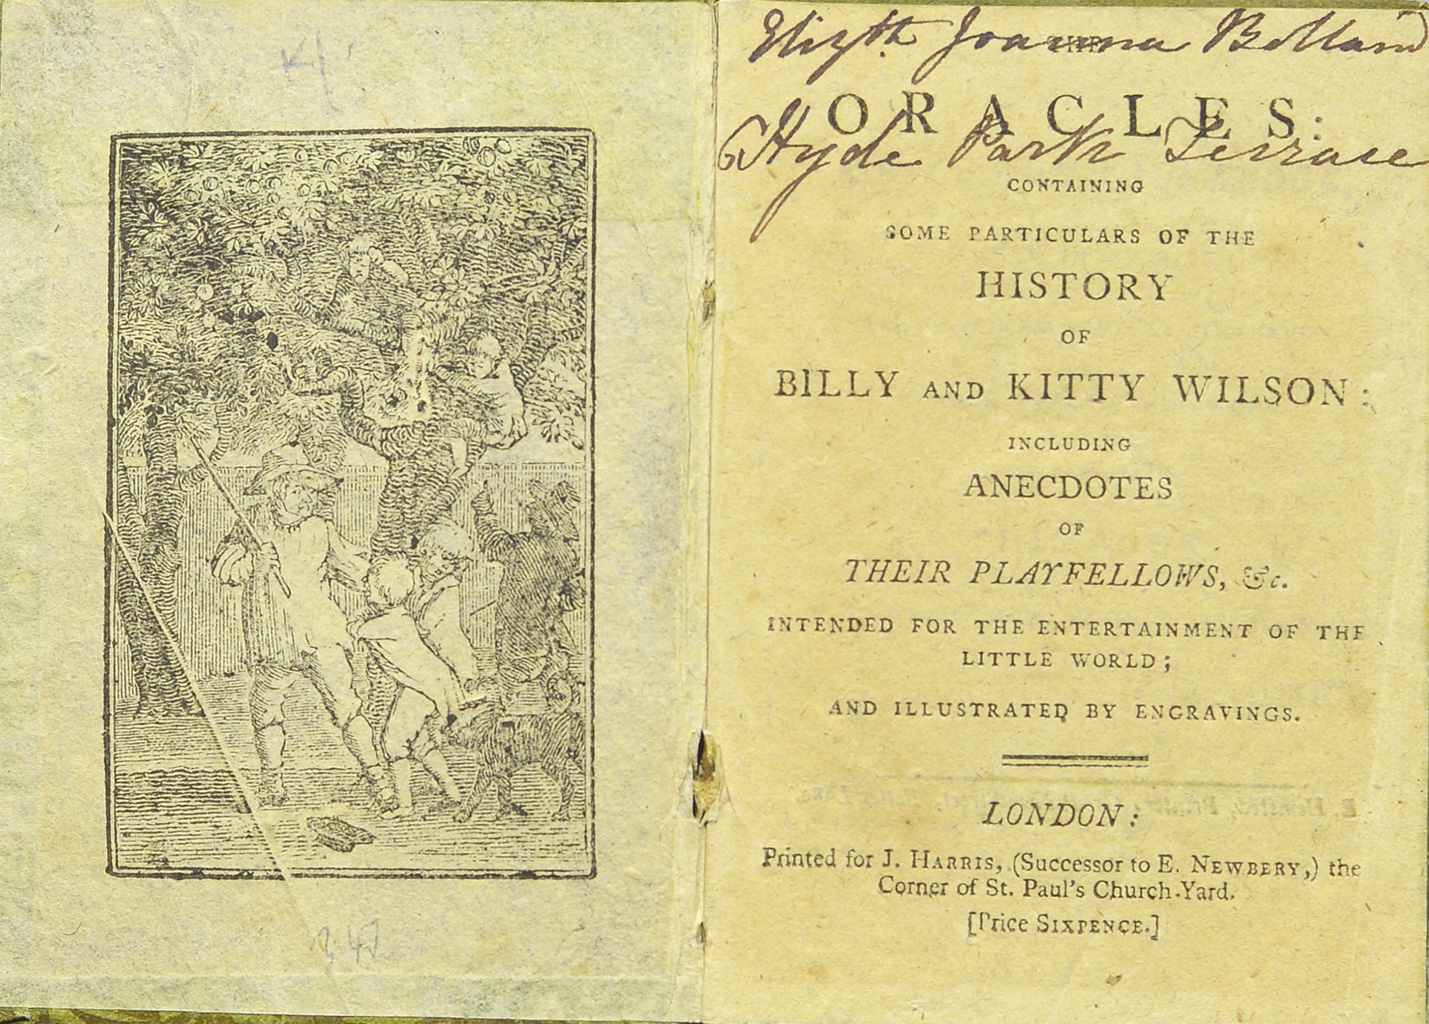 Elizth Joanna Bolland
THE
ORACLES:
Hyde Park Terrace
CONTAINING
SOME PARTICULARS OF THE
HISTORY
OF
BILLY AND KITTY WILSON:
INCLUDING
ANECDOTES
OF
THEIR PLAYFELLOWS, &c.
INTENDED FOR THE ENTERTAINMENT OF THE
LITTLE WORLD;
AND ILLUSTRATED BY ENGRAVINGS.
LONDON:
Printed for J. HARRIS, (Successor to E. NEWBERY,) the
Corner of St. Paul's Church-Yard.
[Price SIXPENCE.]